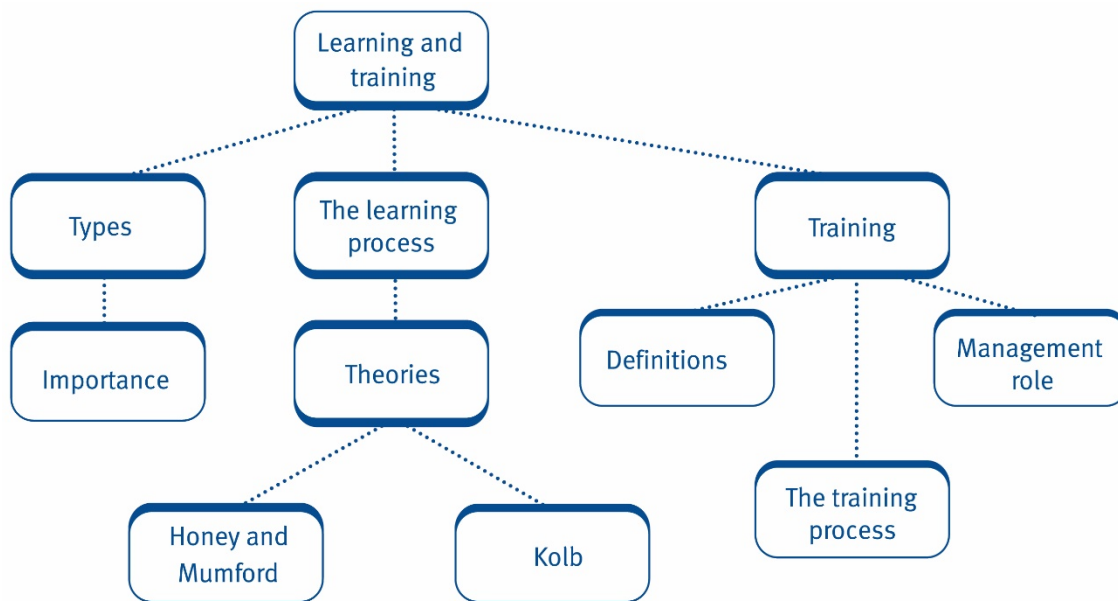 Learning and
training
Types
The learning
process
Training
Importance
Theories
Definitions
Management
role
Honey and
Mumford
Kolb
The training
process